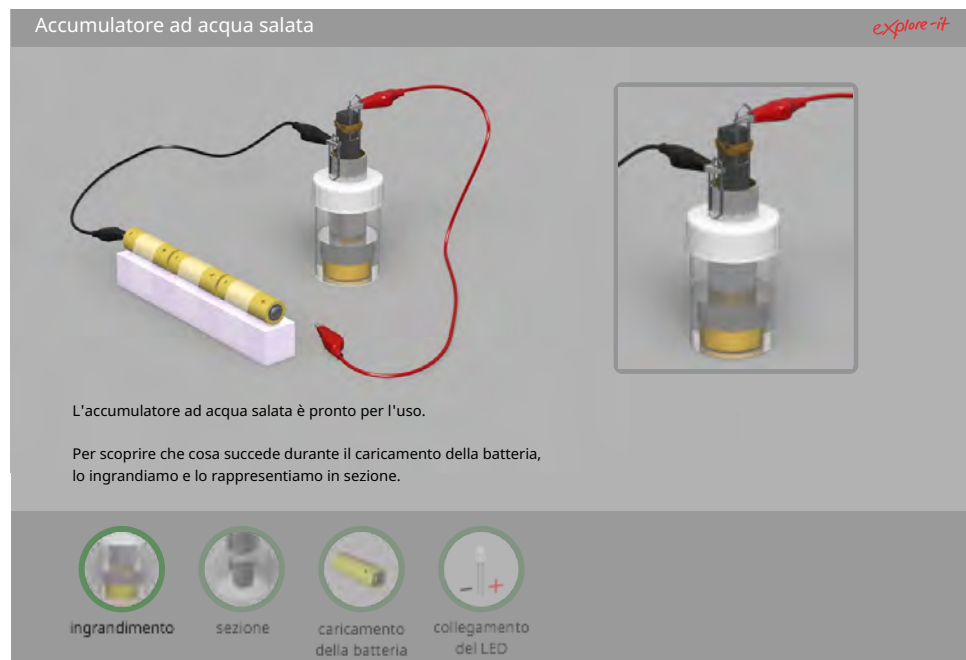 Accumulatore ad acqua salata
explore-it
L'accumulatore ad acqua salata è pronto per l'uso.
Per scoprire che cosa succede durante il caricamento della batteria,
lo ingrandiamo e lo rappresentiamo in sezione.
ingrandimento
sezione
caricamento
della batteria
collegamento
del LED